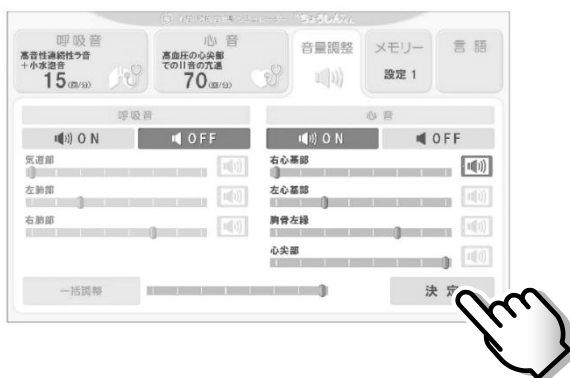 呼吸音
高音性連続性ラ音
+小水泡音
15(回/分)
心音
高血圧の心尖部
でのII音の亢進
70(回/分)
音量調整
メモリー
設定 1
言語
呼吸音
ON
OFF
心音
ON
OFF
気道部
左肺部
右肺部
右心基部
左心基部
胸骨左縁
心尖部
一括調整
決定